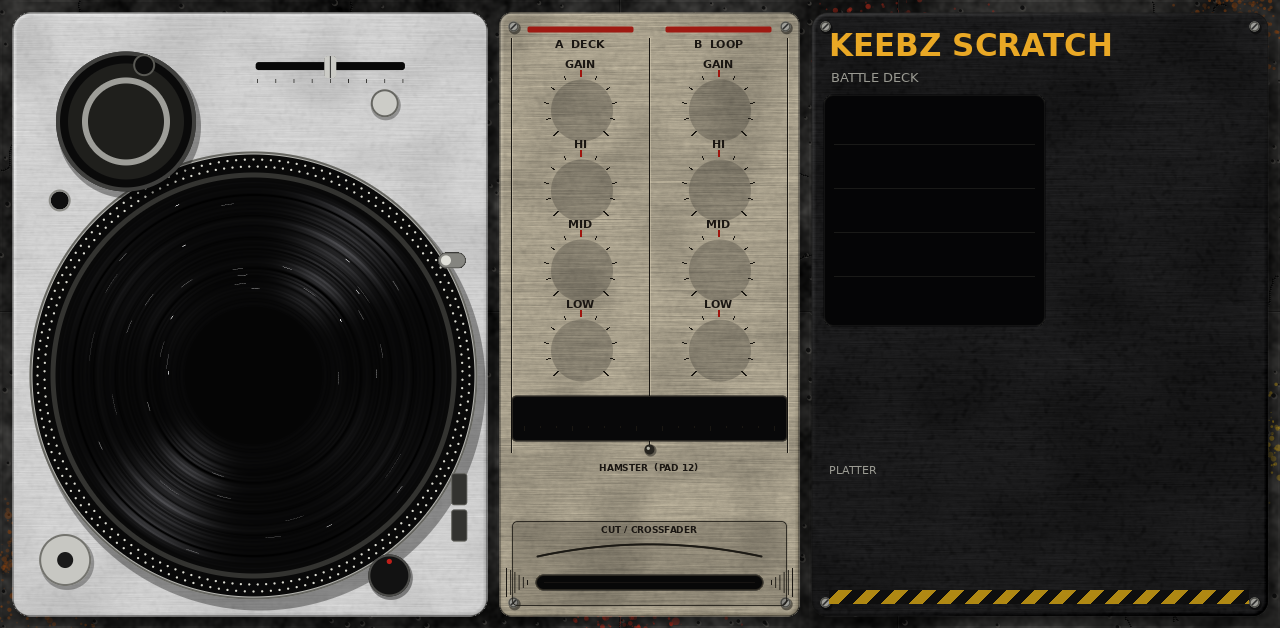 A DECK
B LOOP
GAIN
GAIN
HI
HI
MID
MID
LOW
LOW
HAMSTER (PAD 12)
CUT / CROSSFADER
KEEBZ SCRATCH
BATTLE DECK
PLATTER